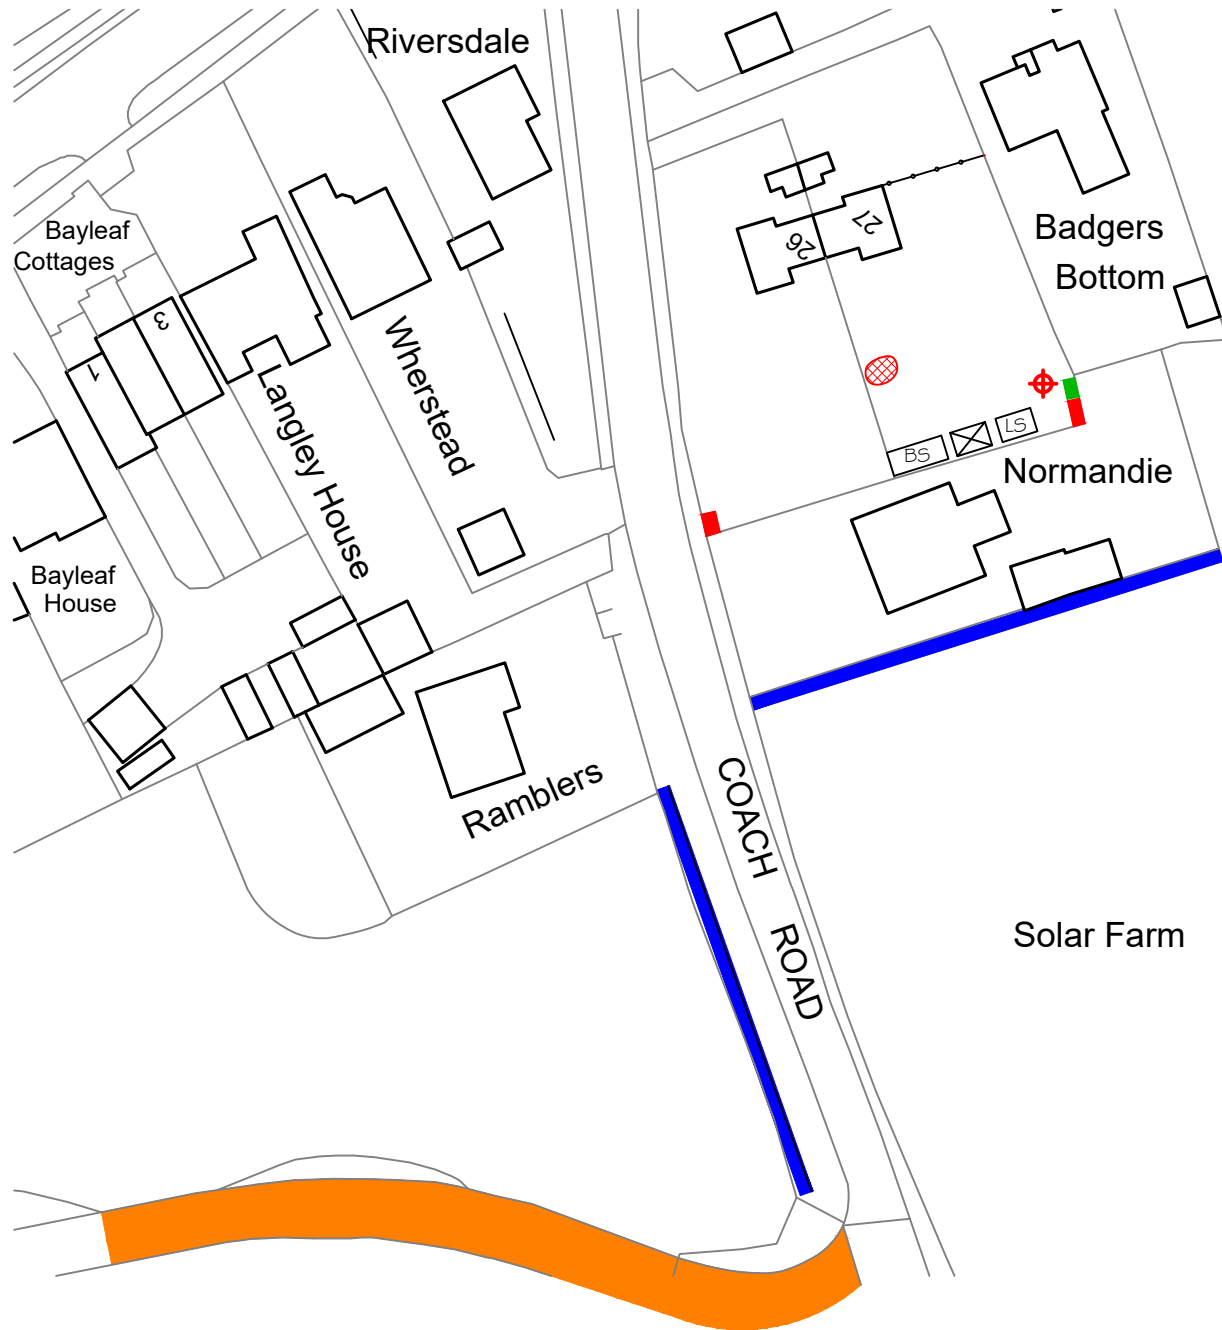 Riversdale
Bayleaf
Cottages
Badgers
Bottom
26
27
3
1
Wherstead
Langley House
BS
LS
Normandie
Bayleaf
House
Ramblers
COACH
ROAD
Solar Farm